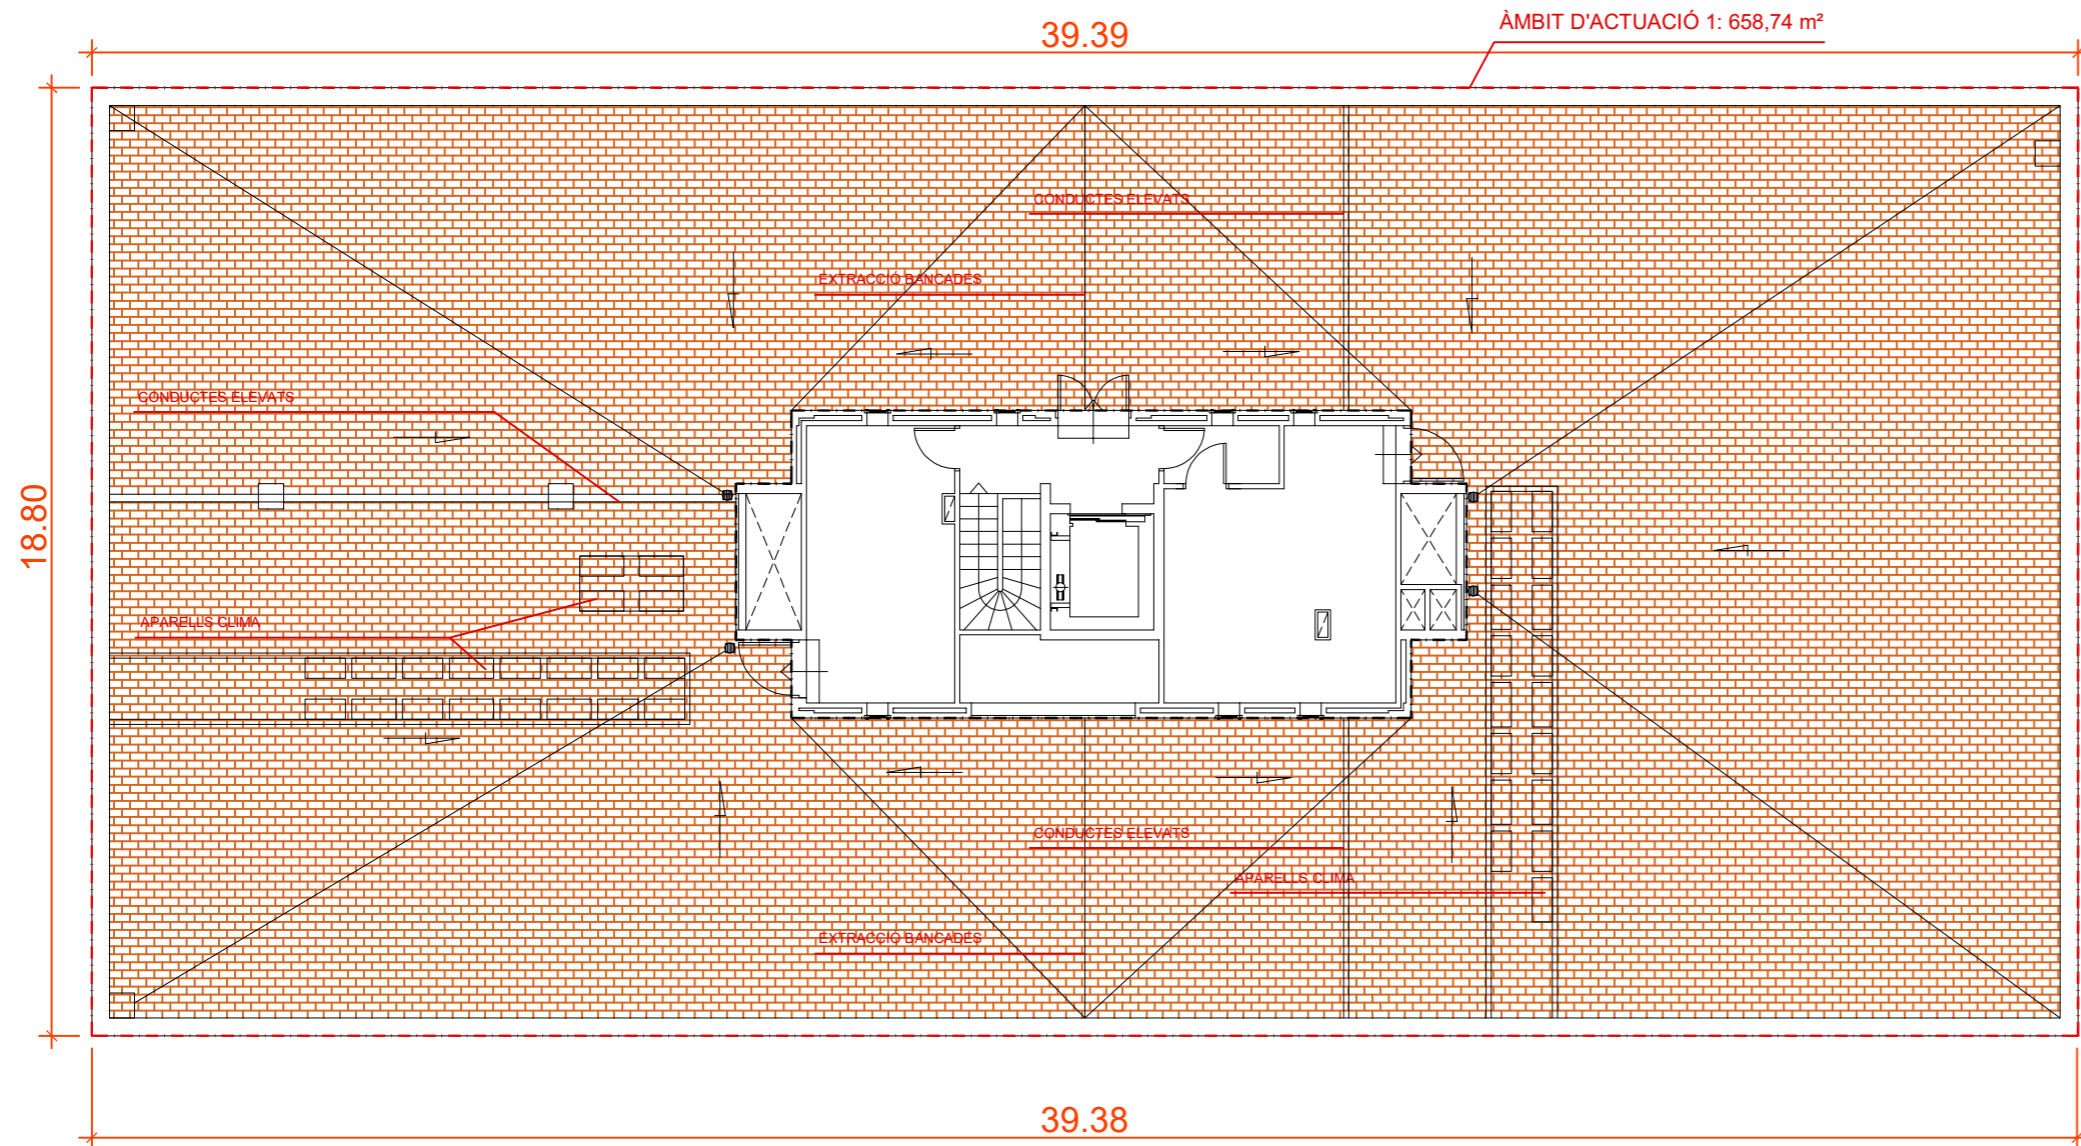 39.39
ÀMBIT D'ACTUACIÓ 1: 658,74 m²
CONDUCTES ELEVATS
EXTRACCIÓ BANCADES
CONDUCTES ELEVATS
18.80
APARELLS CLIMA
CONDUCTES ELEVATS
APARELLS CLIMA
EXTRACCIÓ BANCADES
39.38